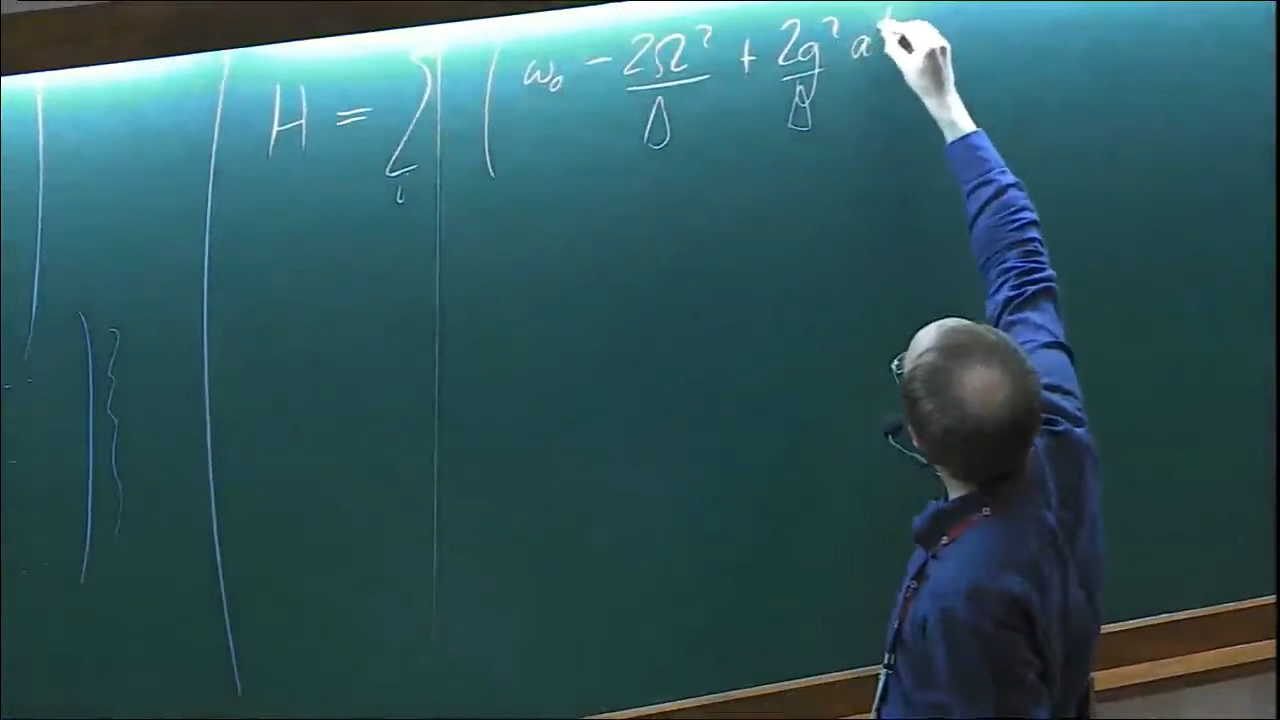 H = Σ_i ( ω₀ − 2Ω²/Δ + 2g²/Δ a